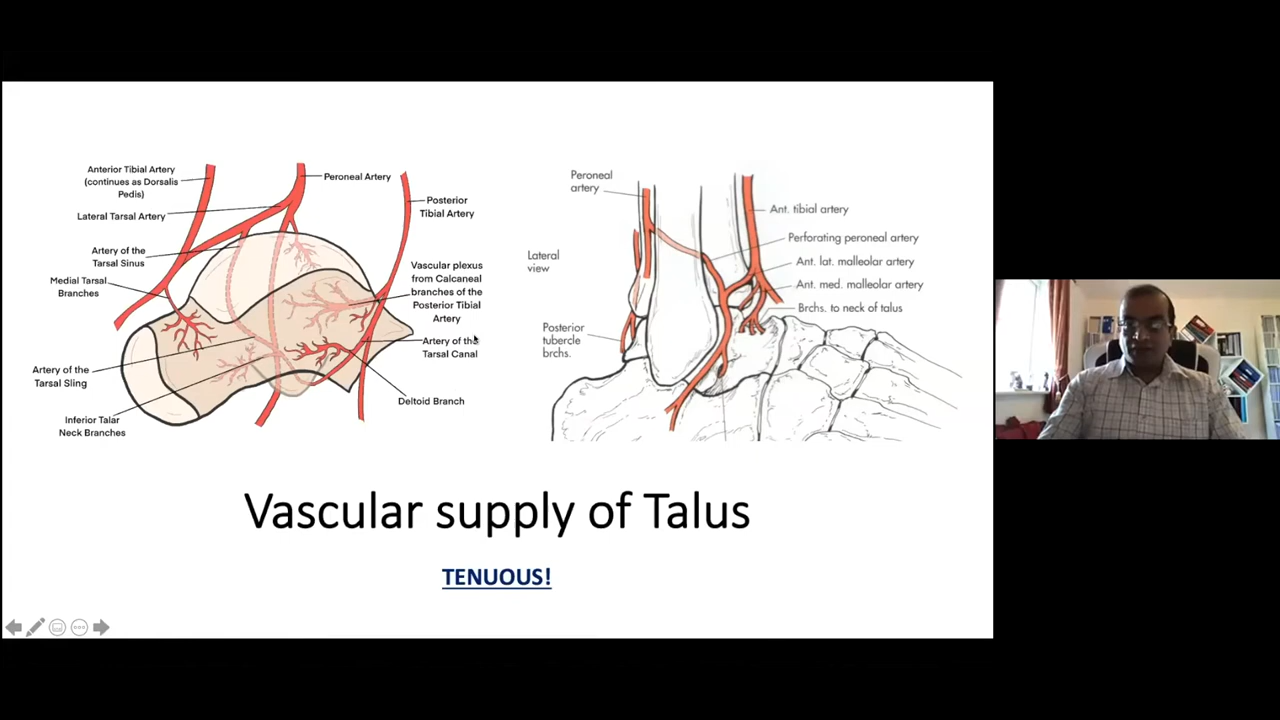 Anterior Tibial Artery
(continues as Dorsalis
Pedis)
Lateral Tarsal Artery
Artery of the
Tarsal Sinus
Medial Tarsal
Branches
Artery of the
Tarsal Sling
Inferior Talar
Neck Branches
Peroneal Artery
Posterior
Tibial Artery
Vascular plexus
from Calcaneal
branches of the
Posterior Tibial
Artery
Artery of the
Tarsal Canal
Deltoid Branch
Peroneal
artery
Lateral
view
Posterior
tubercle
brchs.
Ant. tibial artery
Perforating peroneal artery
Ant. lat. malleolar artery
Ant. med. malleolar artery
Brchs. to neck of talus
Vascular supply of Talus
TENUOUS!